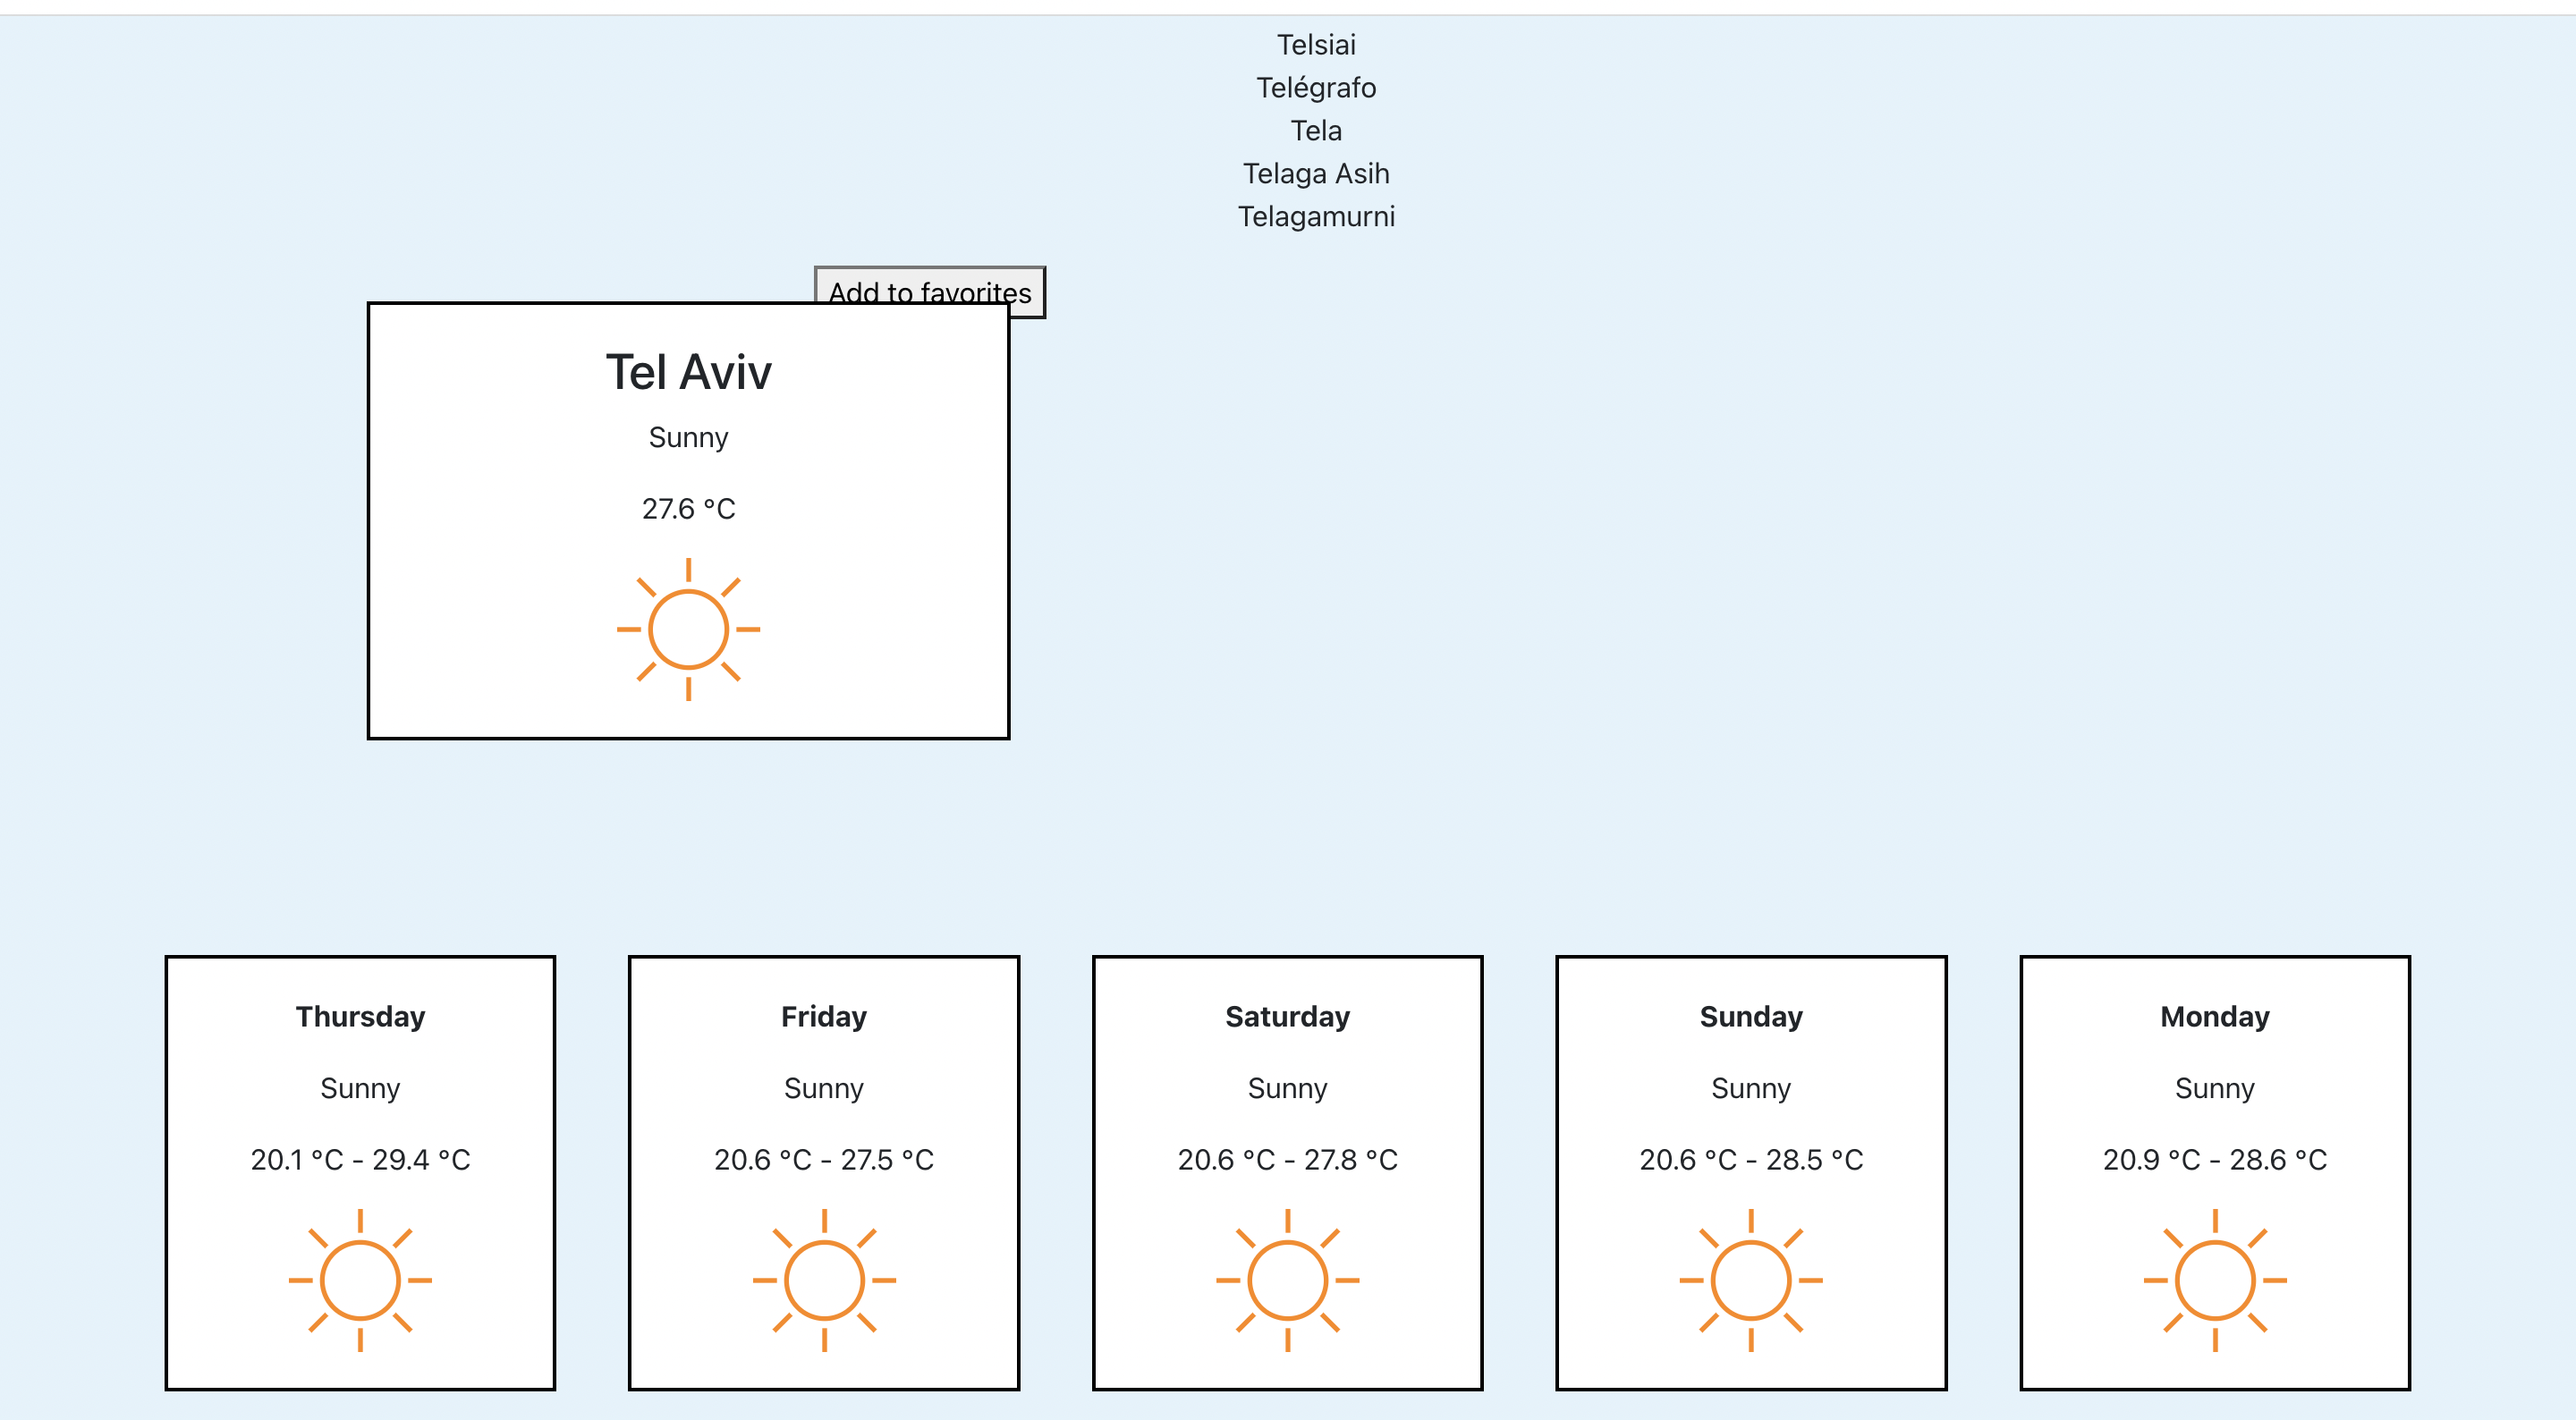 Telsiai
Telégrafo
Tela
Telaga Asih
Telagamurni
Add to favorites
Tel Aviv
Sunny
27.6 °C
Thursday
Sunny
20.1 °C - 29.4 °C
Friday
Sunny
20.6 °C - 27.5 °C
Saturday
Sunny
20.6 °C - 27.8 °C
Sunday
Sunny
20.6 °C - 28.5 °C
Monday
Sunny
20.9 °C - 28.6 °C